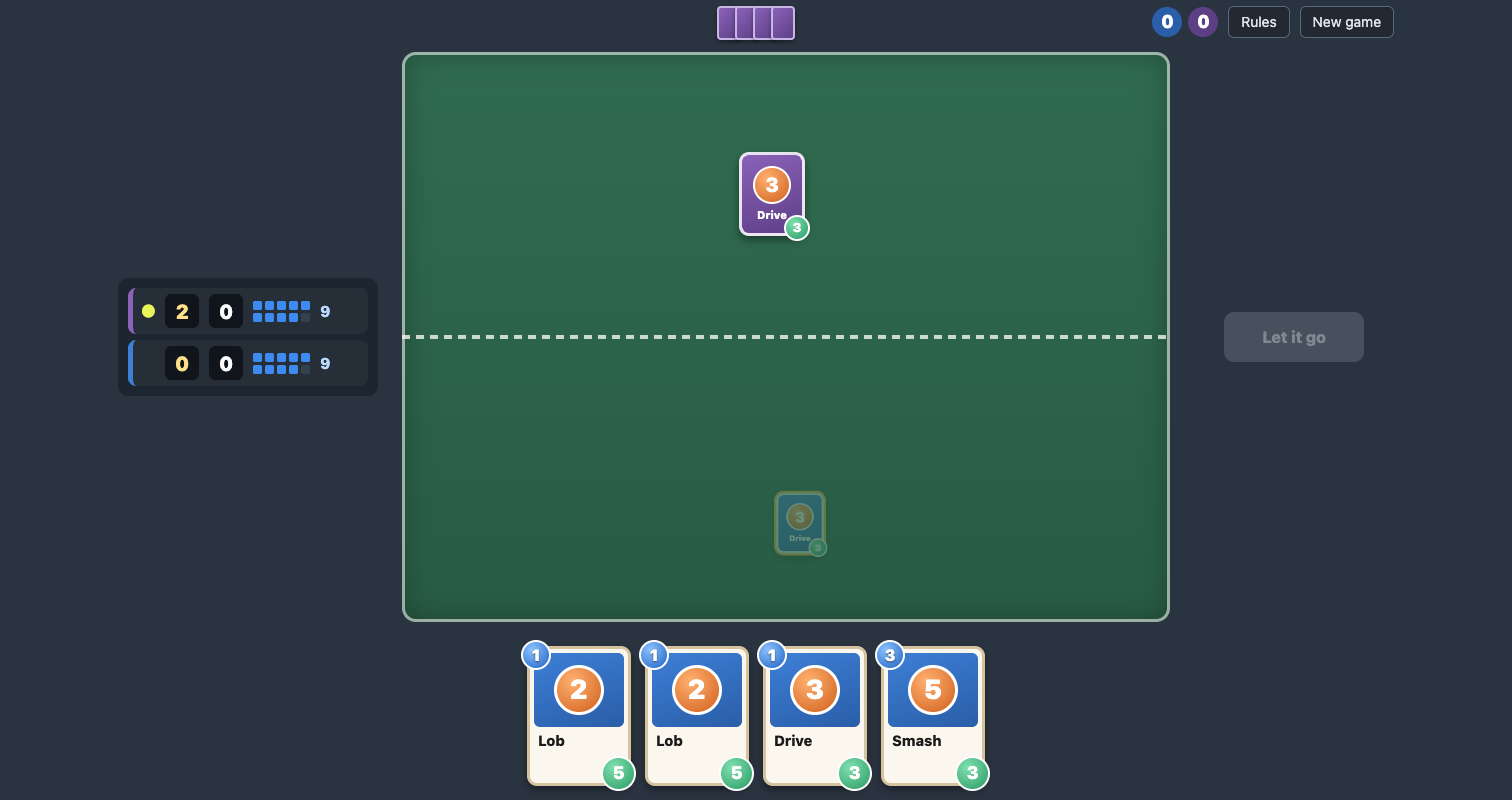 0 0 Rules New game
3
Drive
3
2 0 9
0 0 9
Let it go
3
Drive
3
1 1 1 3
2 2 3 5
Lob Lob Drive Smash
5 5 3 3